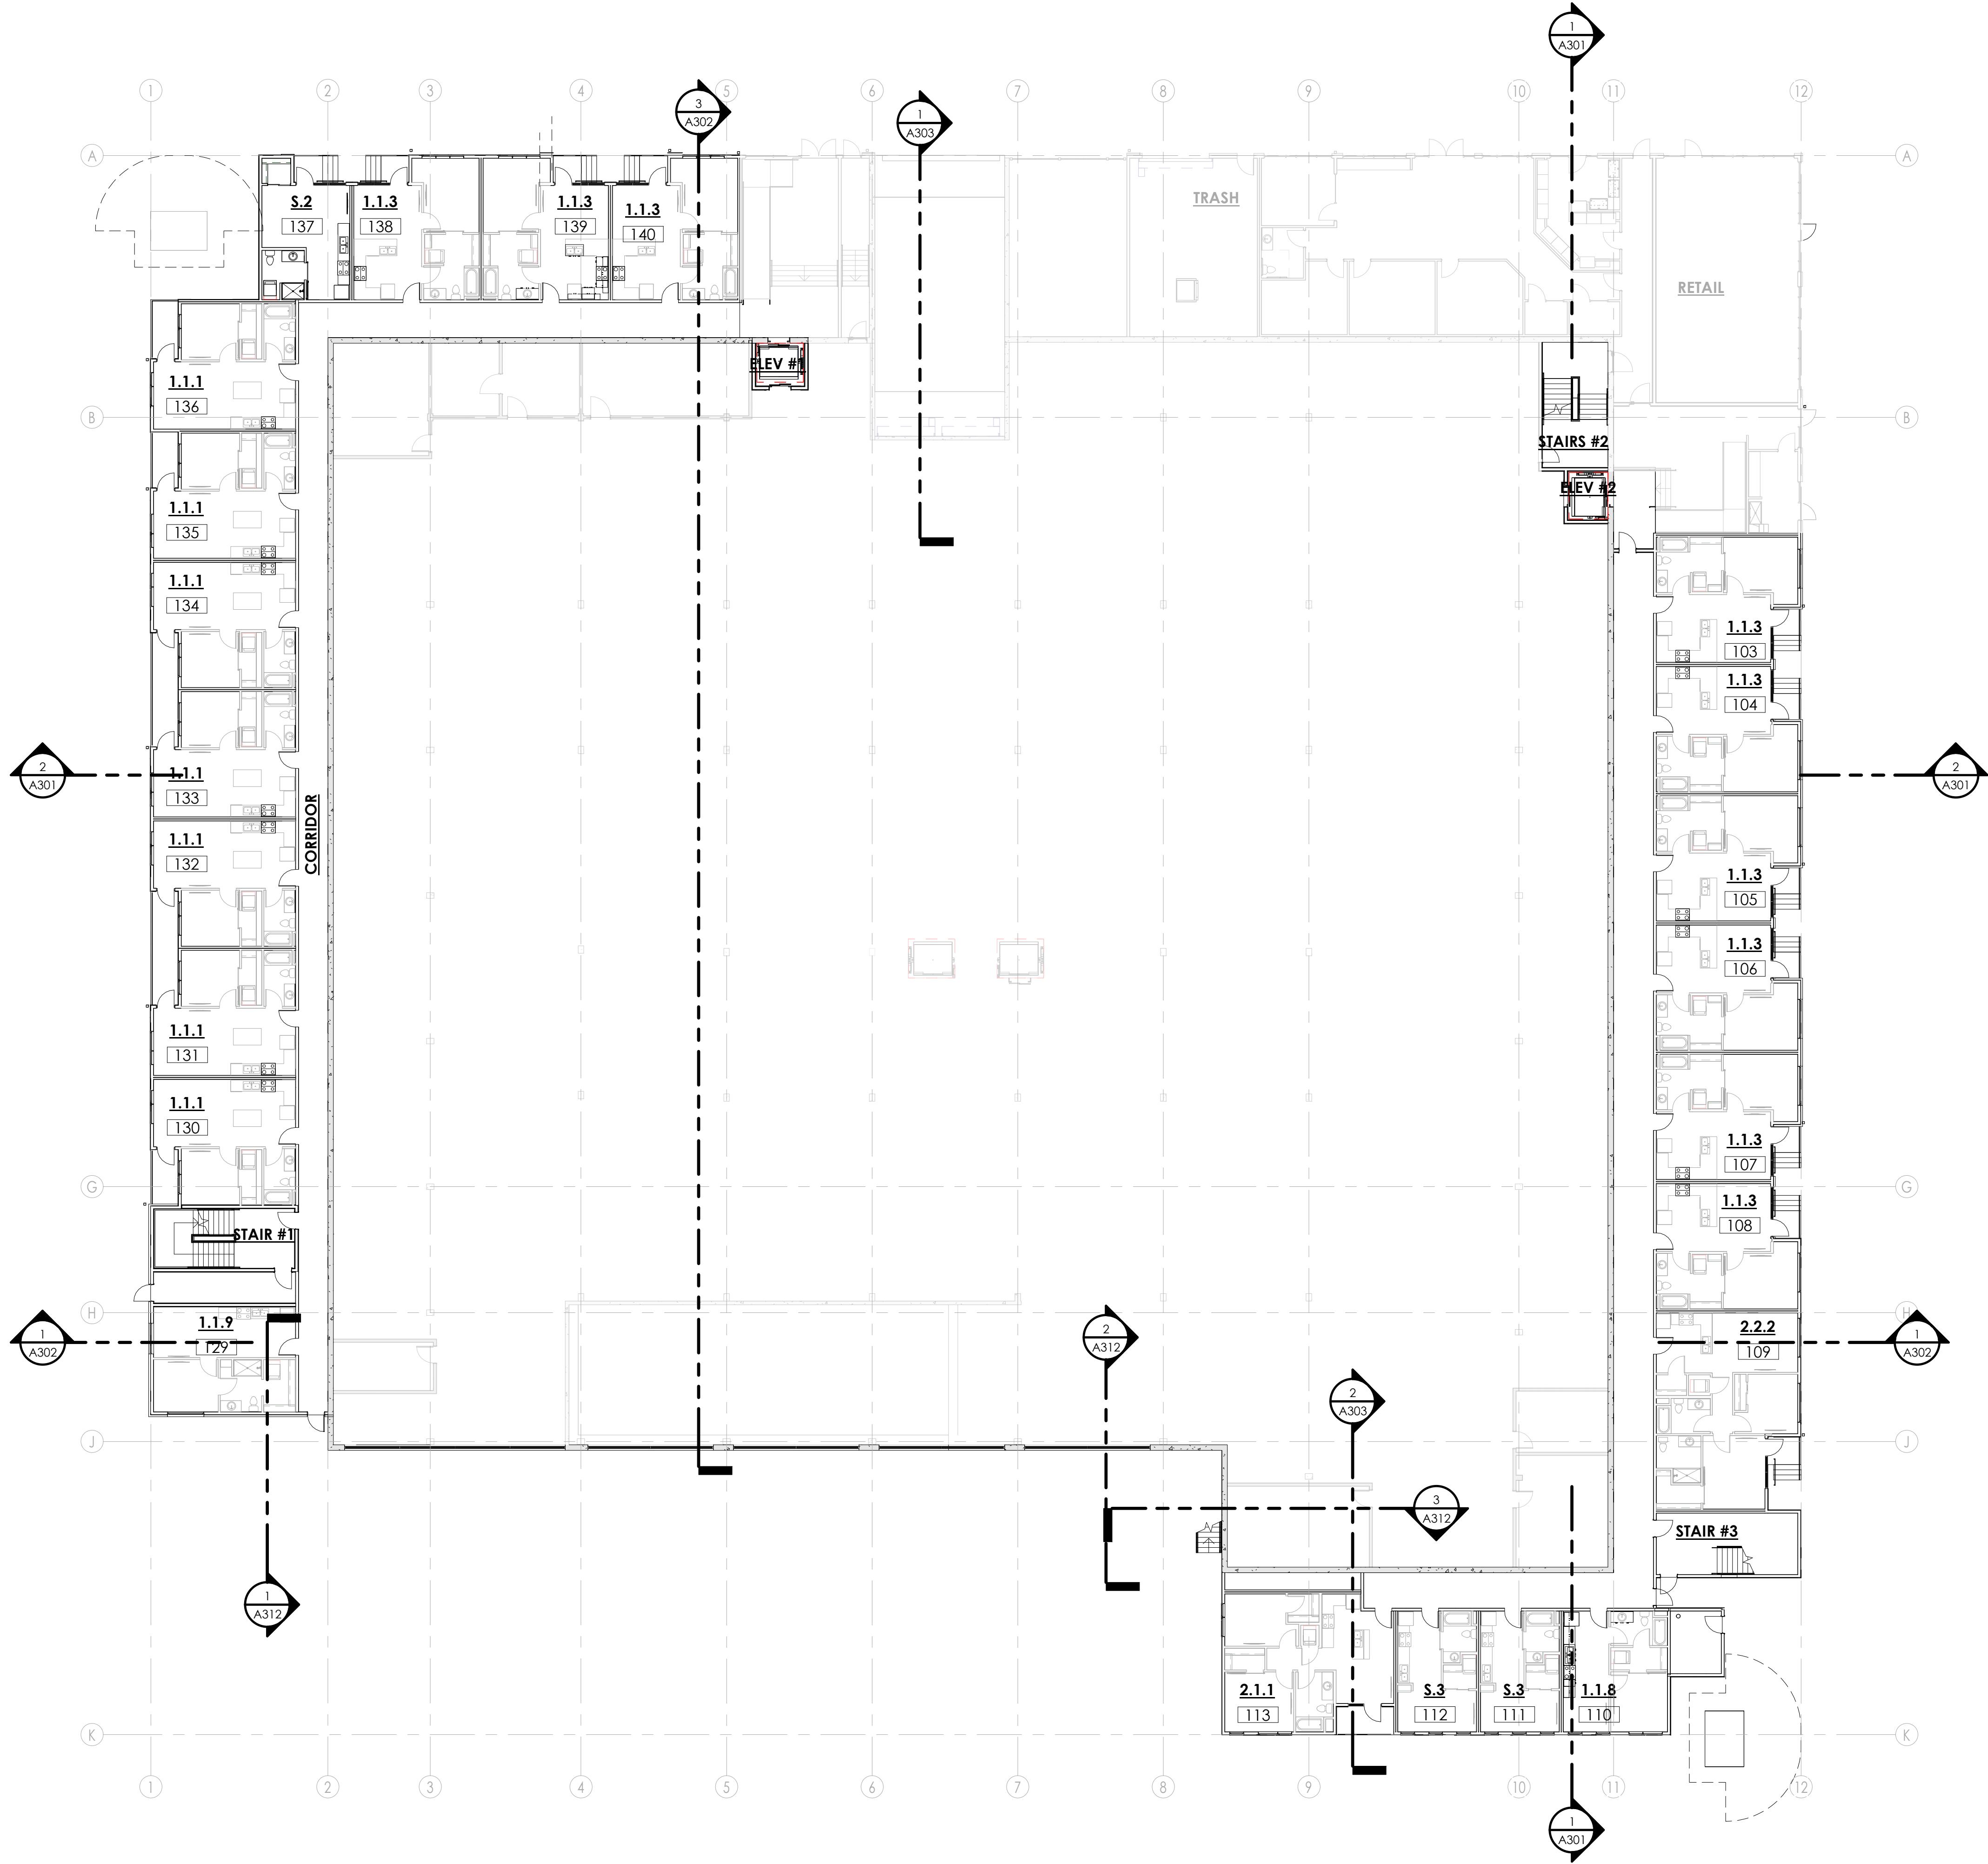 1
A301
1
2
3
4
5
6
7
8
9
10
11
12
3
A302
1
A303
A
A
TRASH
S.2
137
1.1.3
138
1.1.3
139
1.1.3
140
RETAIL
ELEV #1
1.1.1
136
B
B
STAIRS #2
ELEV #2
1.1.1
135
1.1.1
134
1.1.3
103
1.1.3
104
2
A301
1.1.1
133
2
A301
CORRIDOR
1.1.1
132
1.1.3
105
1.1.3
106
1.1.1
131
1.1.1
130
1.1.3
107
G
G
1.1.3
108
STAIR #1
H
H
1
A302
1.1.9
129
2
A312
2.2.2
109
1
A302
2
A303
J
J
3
A312
STAIR #3
1
A312
2.1.1
113
S.3
112
S.3
111
1.1.8
110
K
K
1
2
3
4
5
6
7
8
9
10
11
12
1
A301